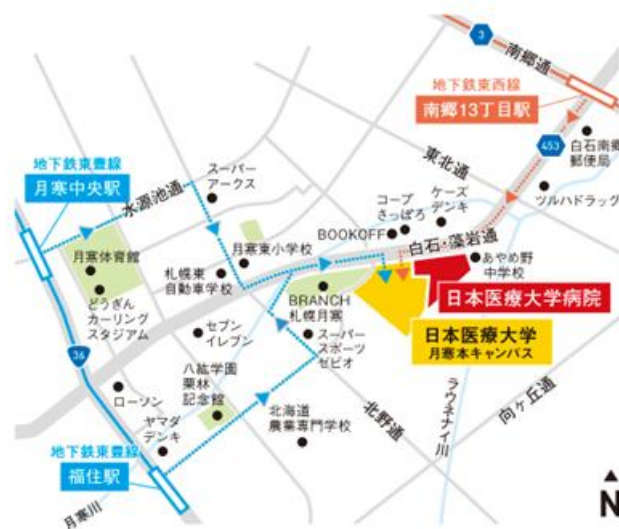 3
南郷通
地下鉄東西線
南郷13丁目駅
453
白石南郷
郵便局
東北通
ツルハドラッグ
地下鉄東豊線
月寒中央駅
水源池通
スーパー
アークス
コープ
さっぽろ
ケーズ
デンキ
BOOKOFF
白石・藻岩通
月寒体育館
月寒東小学校
札幌東
自動車学校
あやめ野
中学校
どうぎん
カーリング
スタジアム
BRANCH
札幌月寒
日本医療大学病院
日本医療大学
月寒本キャンパス
36
セブン
イレブン
スーパー
スポーツ
ゼビオ
八紘学園
栗林
記念館
ローソン
ヤマダ
デンキ
北海道
農業専門学校
北野通
ラウネナイ川
向ヶ丘通
地下鉄東豊線
福住駅
月寒川
N